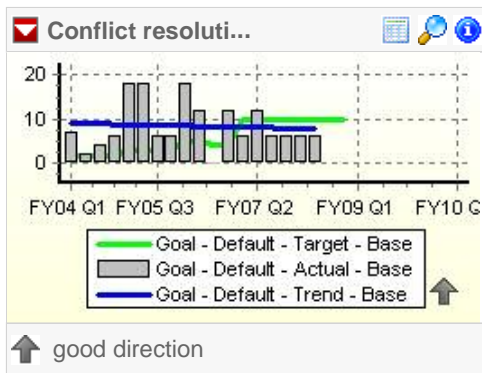 Conflict resoluti...
20
10
0
FY04 Q1 FY05 Q3 FY07 Q2 FY09 Q1 FY10 Q
Goal - Default - Target - Base
Goal - Default - Actual - Base
Goal - Default - Trend - Base
good direction